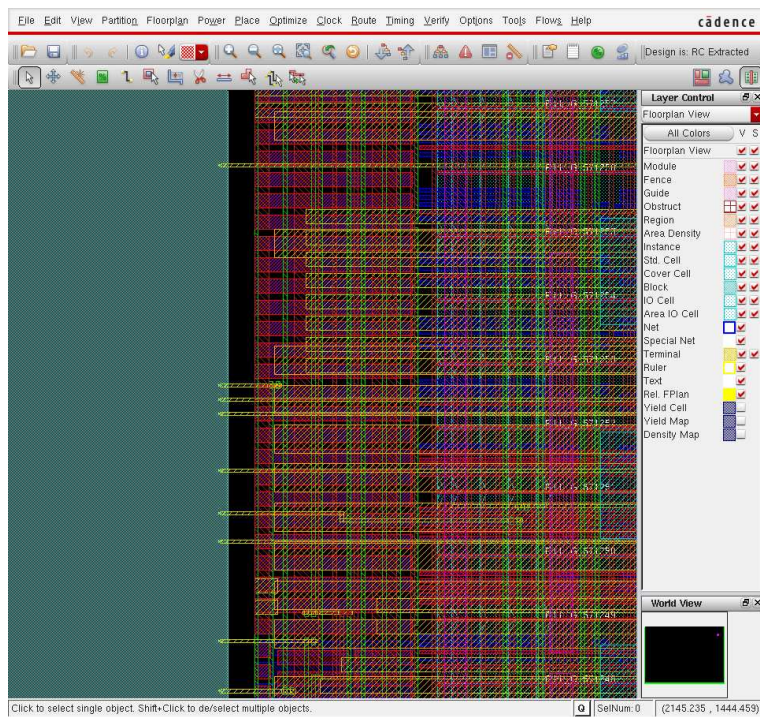 File Edit View Partition Floorplan Power Place Optimize Clock Route Timing Verify Options Tools Flows Help cādence
Design is: RC Extracted
Layer Control
Floorplan View
All Colors V S
Floorplan View
Module
Fence
Guide
Obstruct
Region
Area Density
Instance
Std. Cell
Cover Cell
Block
IO Cell
Area IO Cell
Net
Special Net
Terminal
Ruler
Text
Rel. FPlan
Yield Cell
Yield Map
Density Map
World View
Click to select single object. Shift+Click to de/select multiple objects. Q SelNum: 0 (2145.235 , 1444.459)